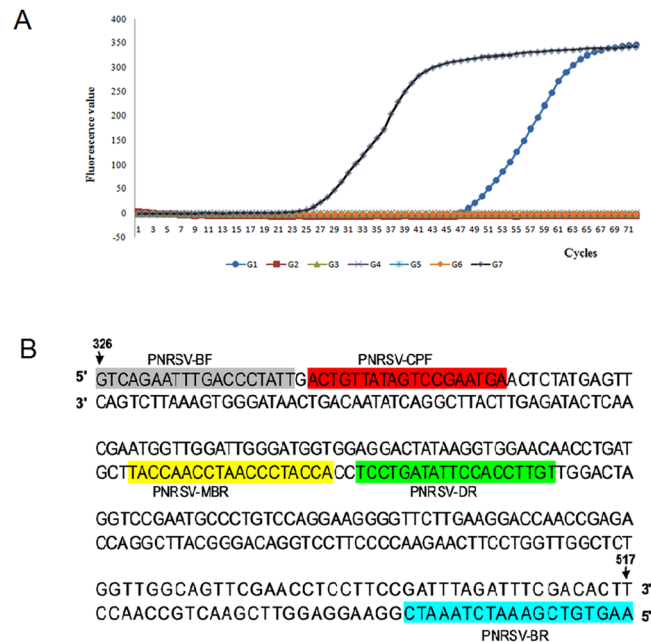 A
400
350
300
250
200
150
100
50
0
-50
Fluorescence value
1 3 5 7 9 11 13 15 17 19 21 23 25 27 29 31 33 35 37 39 41 43 45 47 49 51 53 55 57 59 61 63 65 67 69 71
Cycles
G1 G2 G3 G4 G5 G6 G7
B
326
PNRSV-BF PNRSV-CPF
5' GTCAGAATTTGACCCTATTGACTGTTATAGTCCGAATGAACTCTATGAGTT
3' CAGTCTTAAAGTGGGATAACTGACAATATCAGGCTTACTTGAGATACTCAA
CGAATGGTTGGATTGGGATGGTGGAGGACTATAAGGTGGAACAACCTGAT
GCTTACCAACCTAACCCTACCACCTCCTGATATTCCACCTTGTTGGACTA
PNRSV-MBR PNRSV-DR
GGTCCGAATGCCCTGTCCAGGAAGGGGTTCTTGAAGGACCAACCGAGA
CCAGGCTTACGGGACAGGTCCTTCCCCAAGAACTTCCTGGTTGGCTCT
517
GGTTGGCAGTTCGAACCTCCTTCCGATTTAGATTTCGACACTT 3'
CCAACCGTCAAGCTTGGAGGAAGGCTAAATCTAAAGCTGTGAA 5'
PNRSV-BR